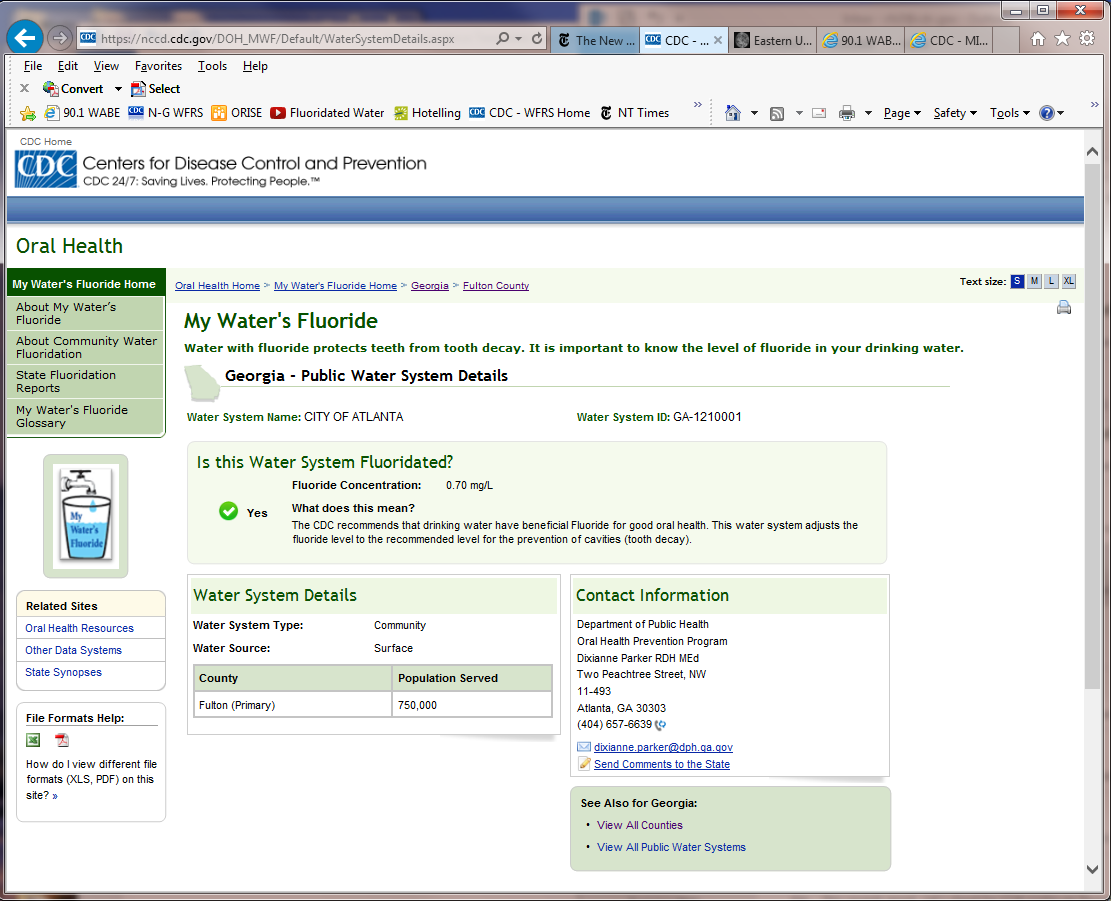 https://nccd.cdc.gov/DOH_MWF/Default/WaterSystemDetails.aspx
The New ...
CDC - ...
Eastern U...
90.1 WAB...
CDC - MI...
File Edit View Favorites Tools Help
Convert Select
90.1 WABE N-G WFRS ORISE Fluoridated Water Hotelling CDC - WFRS Home NT Times Page Safety Tools
CDC Home
CDC Centers for Disease Control and Prevention
CDC 24/7: Saving Lives. Protecting People.™
Oral Health
My Water's Fluoride Home
About My Water's
Fluoride
About Community Water
Fluoridation
State Fluoridation
Reports
My Water's Fluoride
Glossary
My
Water's
Fluoride
Related Sites
Oral Health Resources
Other Data Systems
State Synopses
File Formats Help:
How do I view different file
formats (XLS, PDF) on this
site? »
Oral Health Home > My Water's Fluoride Home > Georgia > Fulton County
Text size: S M L XL
My Water's Fluoride
Water with fluoride protects teeth from tooth decay. It is important to know the level of fluoride in your drinking water.
Georgia - Public Water System Details
Water System Name: CITY OF ATLANTA Water System ID: GA-1210001
Is this Water System Fluoridated?
Fluoride Concentration: 0.70 mg/L
Yes
What does this mean?
The CDC recommends that drinking water have beneficial Fluoride for good oral health. This water system adjusts the
fluoride level to the recommended level for the prevention of cavities (tooth decay).
Water System Details
Water System Type: Community
Water Source: Surface
County Population Served
Fulton (Primary) 750,000
Contact Information
Department of Public Health
Oral Health Prevention Program
Dixianne Parker RDH MEd
Two Peachtree Street, NW
11-493
Atlanta, GA 30303
(404) 657-6639
dixianne.parker@dph.ga.gov
Send Comments to the State
See Also for Georgia:
• View All Counties
• View All Public Water Systems